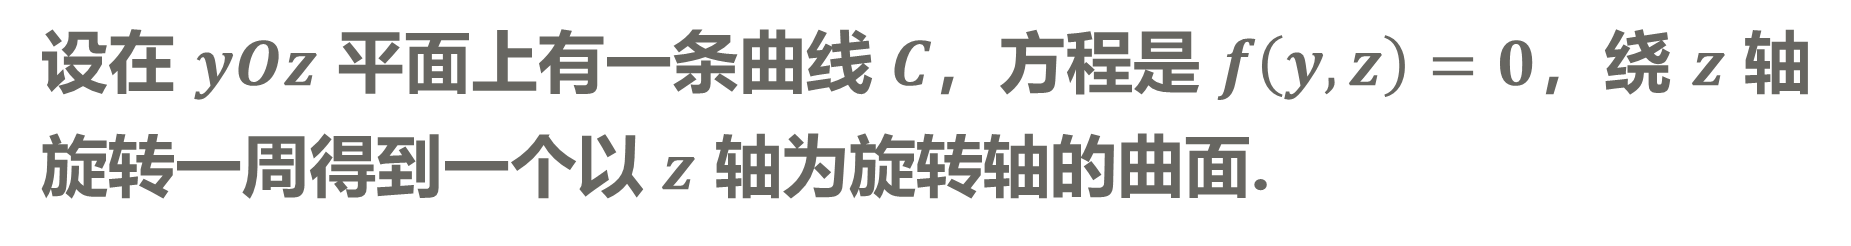 设在 yOz 平面上有一条曲线 C，方程是 f(y,z) = 0，绕 z 轴
旋转一周得到一个以 z 轴为旋转轴的曲面.